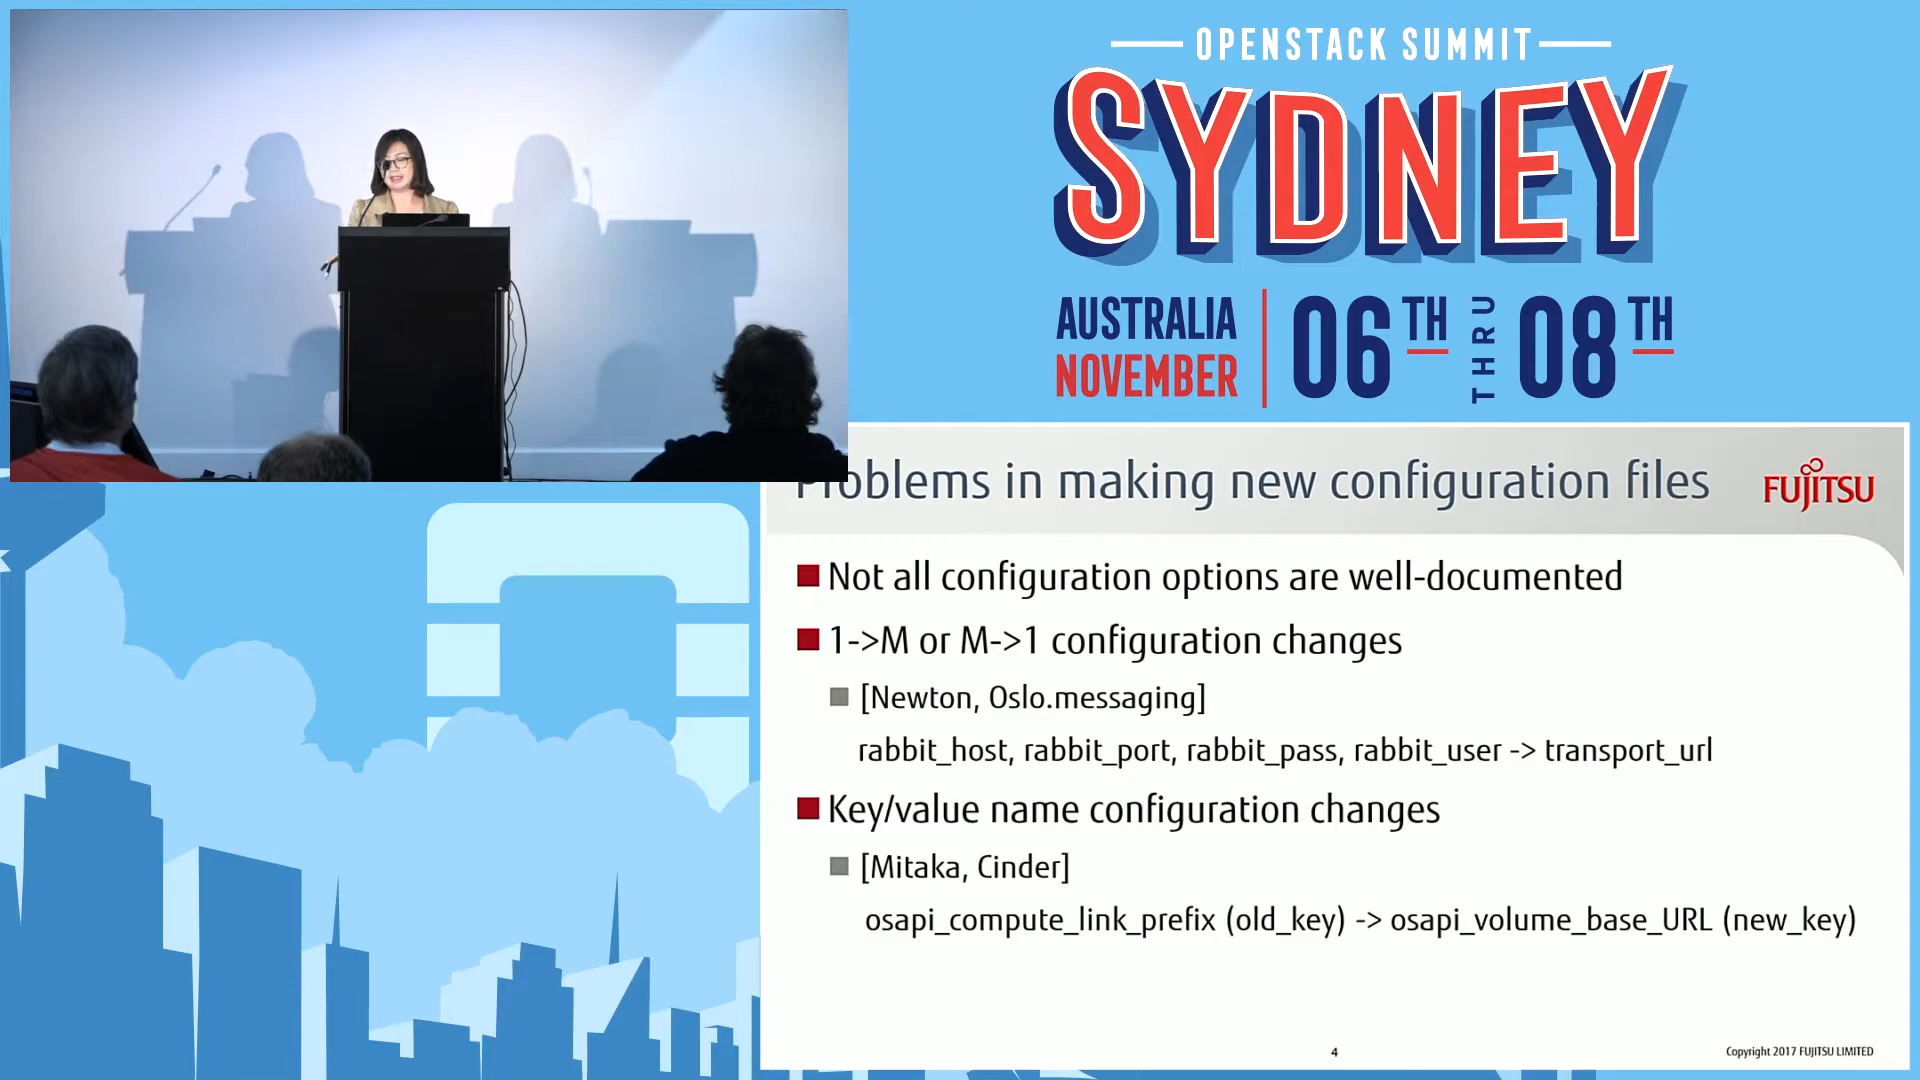 OPENSTACK SUMMIT
SYDNEY
AUSTRALIA
NOVEMBER
06TH THRU 08TH
Problems in making new configuration files
FUJITSU
Not all configuration options are well-documented
1->M or M->1 configuration changes
[Newton, Oslo.messaging]
rabbit_host, rabbit_port, rabbit_pass, rabbit_user -> transport_url
Key/value name configuration changes
[Mitaka, Cinder]
osapi_compute_link_prefix (old_key) -> osapi_volume_base_URL (new_key)
4
Copyright 2017 FUJITSU LIMITED